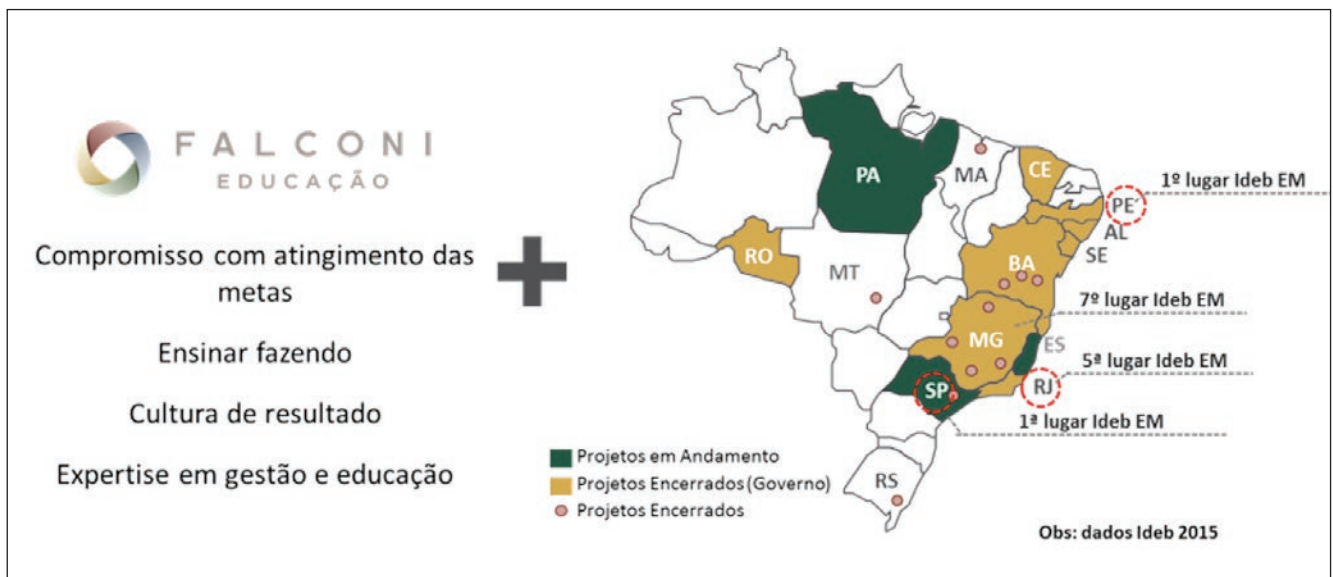 FALCONI
EDUCAÇÃO
Compromisso com atingimento das
metas
Ensinar fazendo
Cultura de resultado
Expertise em gestão e educação
PA
MA
CE
PE´
AL
SE
RO
MT
BA
MG
ES
SP
RJ
RS
1º lugar Ideb EM
7º lugar Ideb EM
5ª lugar Ideb EM
1ª lugar Ideb EM
Projetos em Andamento
Projetos Encerrados (Governo)
Projetos Encerrados
Obs: dados Ideb 2015